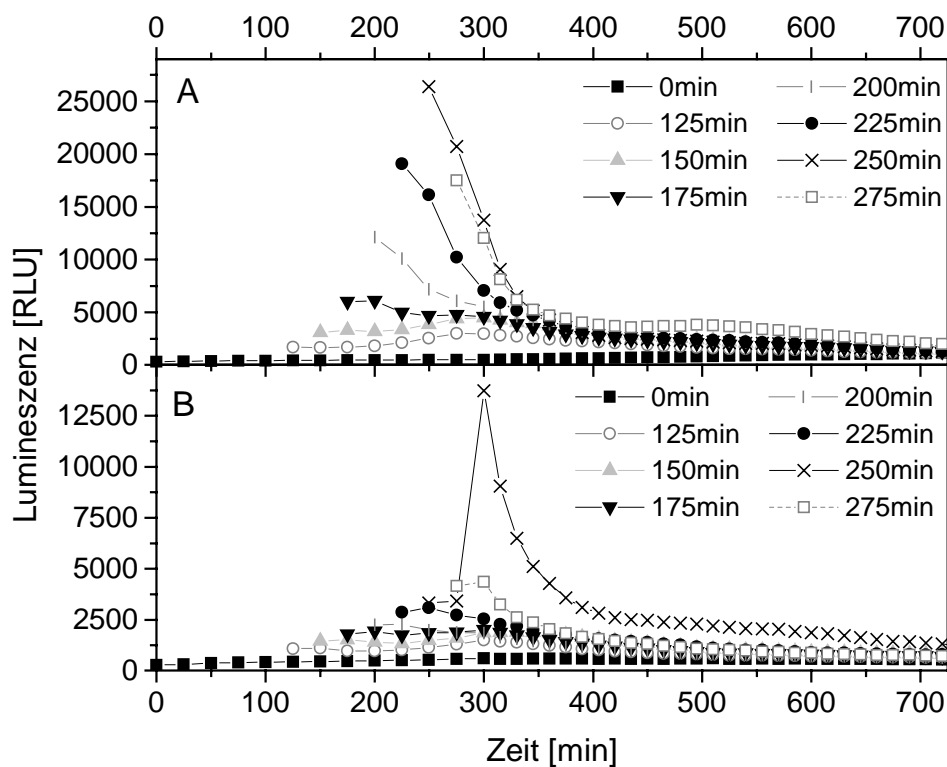 0 100 200 300 400 500 600 700
A
25000
20000
15000
10000
5000
0
0min 200min
125min 225min
150min 250min
175min 275min
B
12500
10000
7500
5000
2500
0
0min 200min
125min 225min
150min 250min
175min 275min
Lumineszenz [RLU]
0 100 200 300 400 500 600 700
Zeit [min]